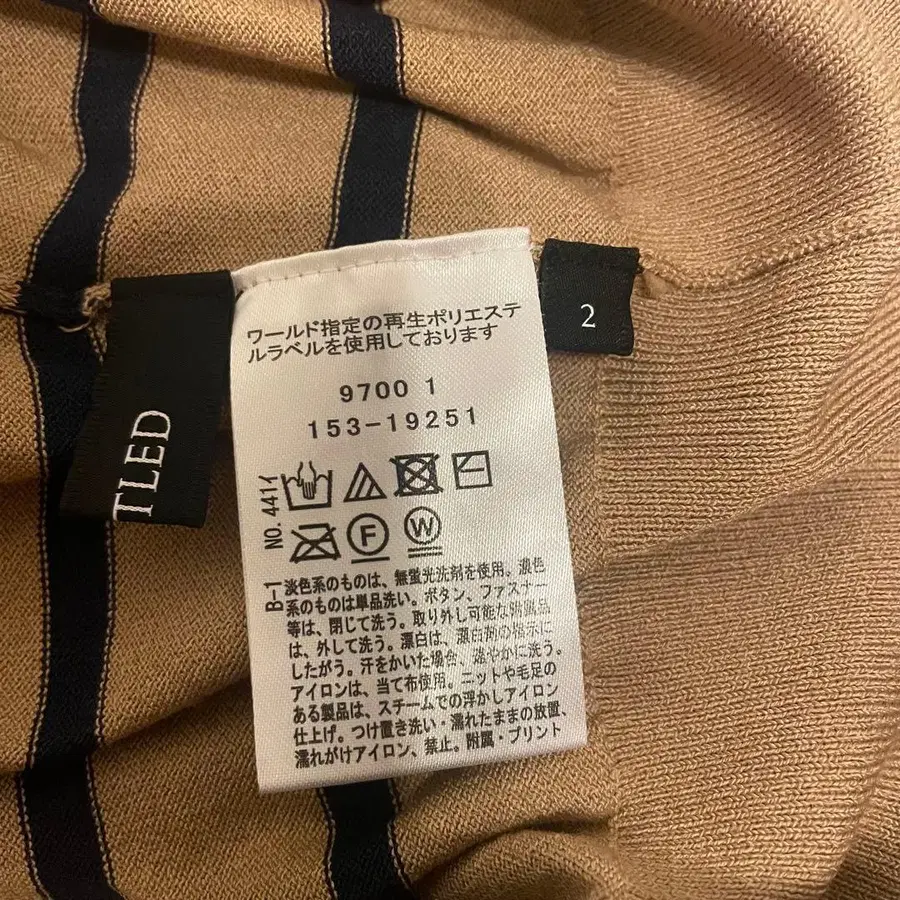 TLED
2
ワールド指定の再生ポリエステ
ルラベルを使用しております
9700 1
153-19251
NO. 441イ
F
W
B-1
淡色系のものは、無蛍光洗剤を使用。濃色
系のものは単品洗い。ボタン、ファスナー
等は、閉じて洗う。取り外し可能な附属品
は、外して洗う。漂白は、漂白剤の指示に
したがう。汗をかいた場合、速やかに洗う。
アイロンは、当て布使用。ニットや毛足の
ある製品は、スチームでの浮かしアイロン
仕上げ。つけ置き洗い・濡れたままの放置、
濡れがけアイロン、禁止。附属・プリント